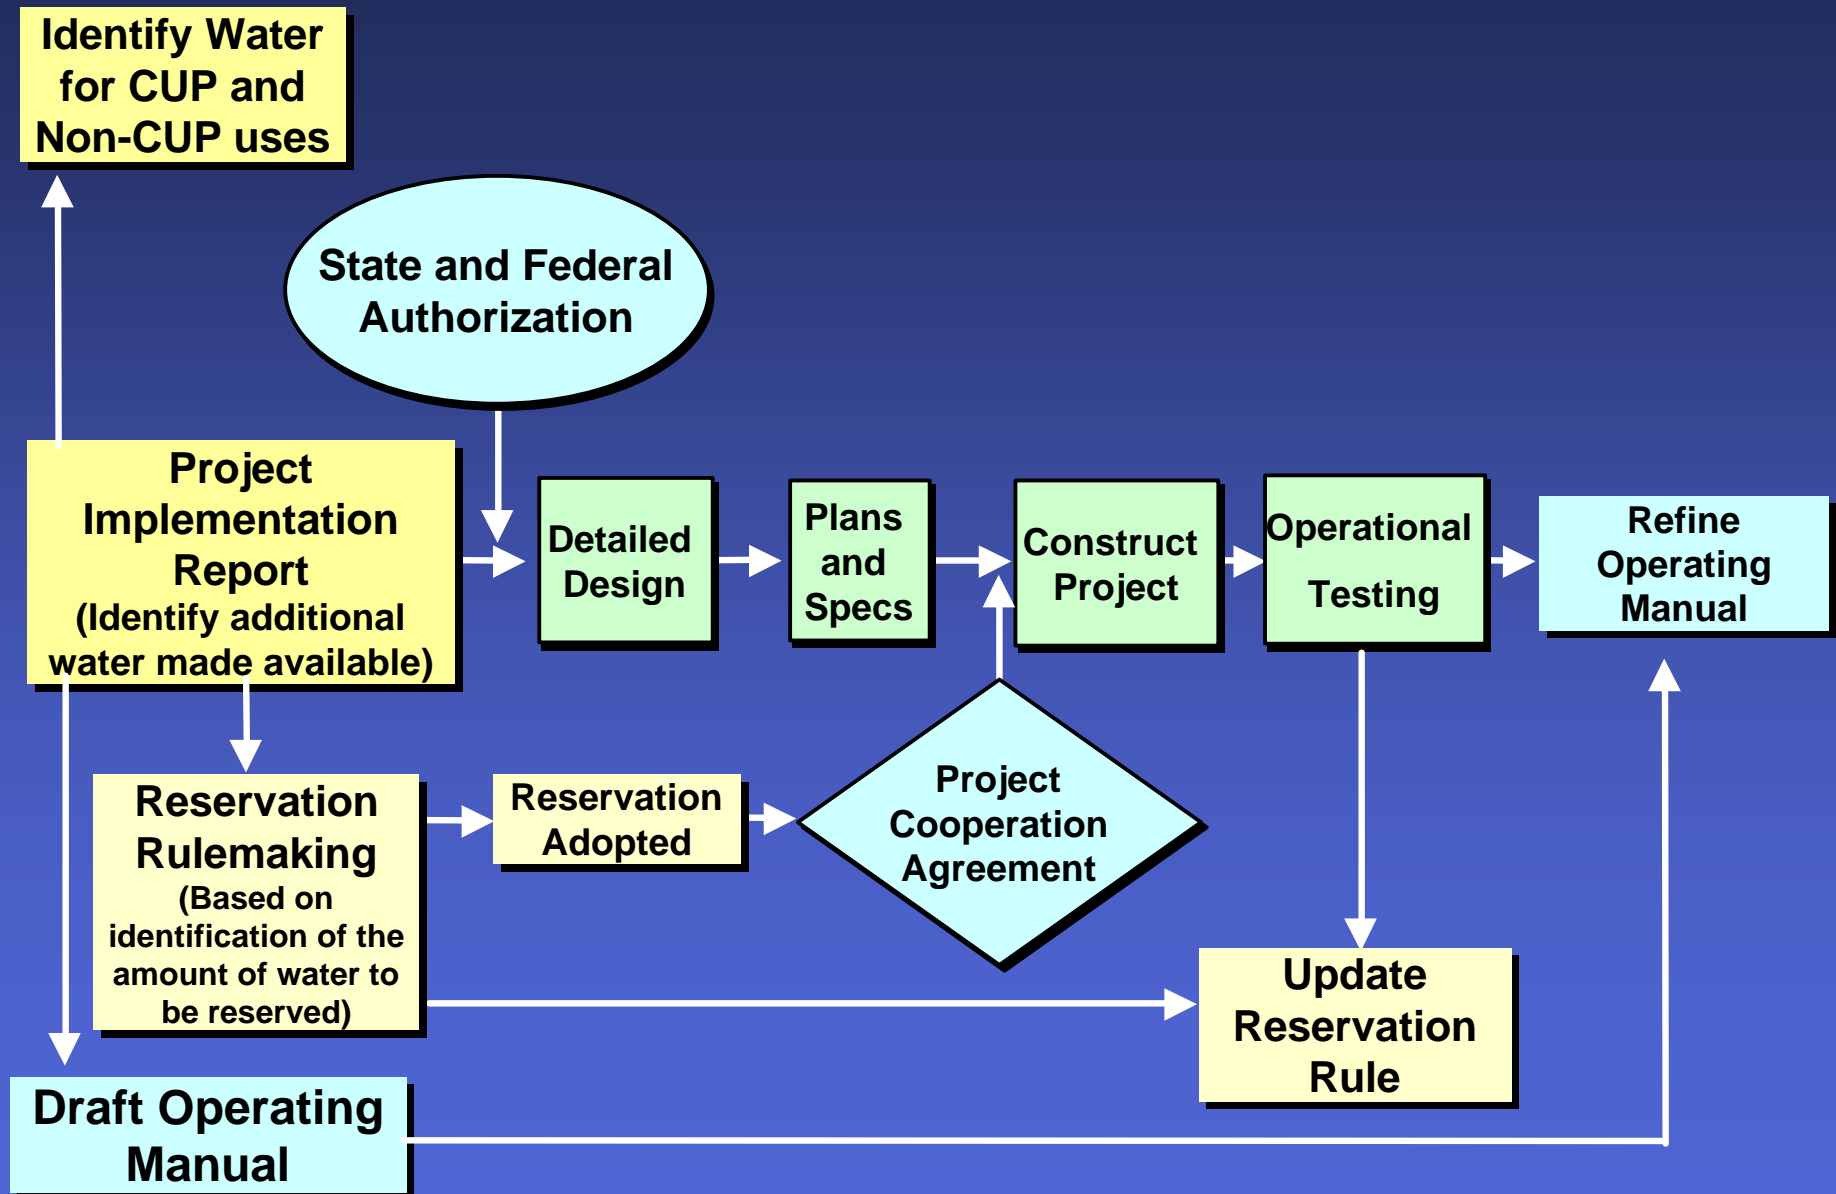 Identify Water
for CUP and
Non-CUP uses
State and Federal
Authorization
Project
Implementation
Report
(Identify additional
water made available)
Detailed
Design
Plans
and
Specs
Construct
Project
Operational
Testing
Refine
Operating
Manual
Reservation
Rulemaking
(Based on
identification of the
amount of water to
be reserved)
Reservation
Adopted
Project
Cooperation
Agreement
Update
Reservation
Rule
Draft Operating
Manual